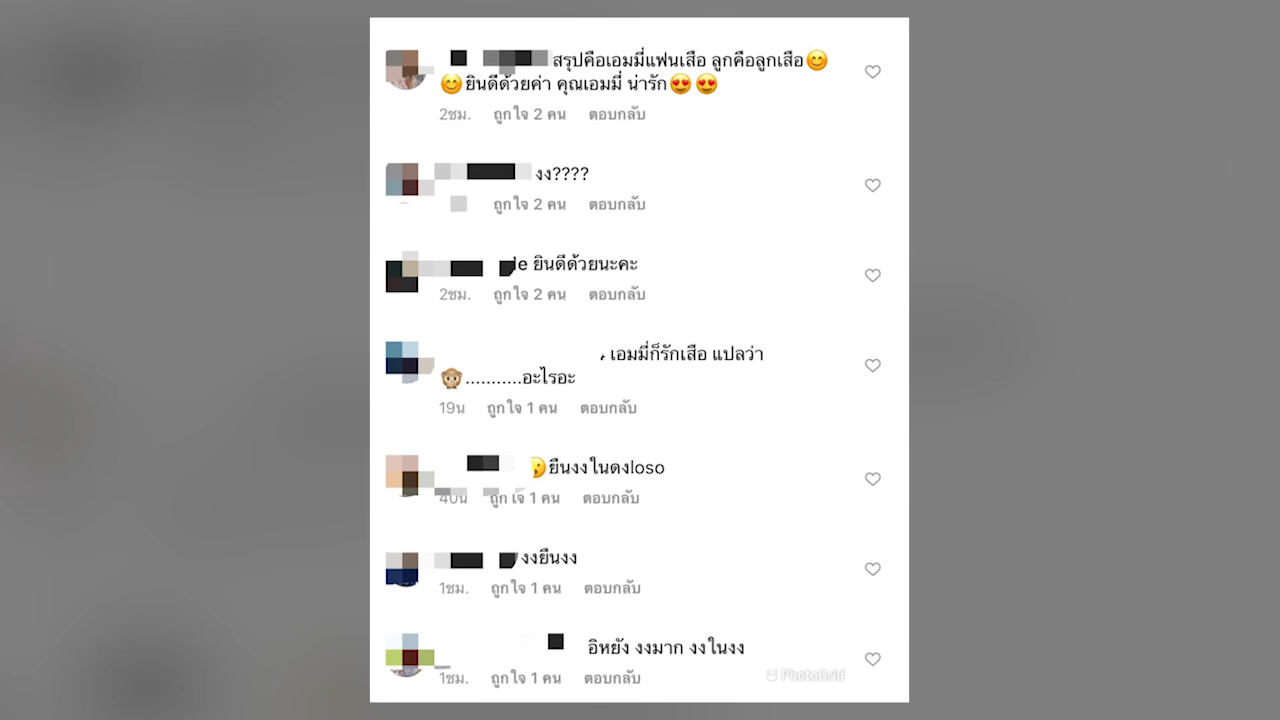 สรุปคือเอมมี่แฟนเสือ ลูกคือลูกเสือ😊
😊ยินดีด้วยค่า คุณเอมมี่ น่ารัก😍😍
2ชม. ถูกใจ 2 คน ตอบกลับ
งง????
ถูกใจ 2 คน ตอบกลับ
ยินดีด้วยนะคะ
2ชม. ถูกใจ 2 คน ตอบกลับ
เอมมี่ก็รักเสือ แปลว่า
🙊...........อะไรอะ
19น ถูกใจ 1 คน ตอบกลับ
ยืนงงในดงloso
40น ถูกใจ 1 คน ตอบกลับ
งงยืนงง
1ชม. ถูกใจ 1 คน ตอบกลับ
อิหยัง งงมาก งงในงง
1ชม. ถูกใจ 1 คน ตอบกลับ
PhotoGrid